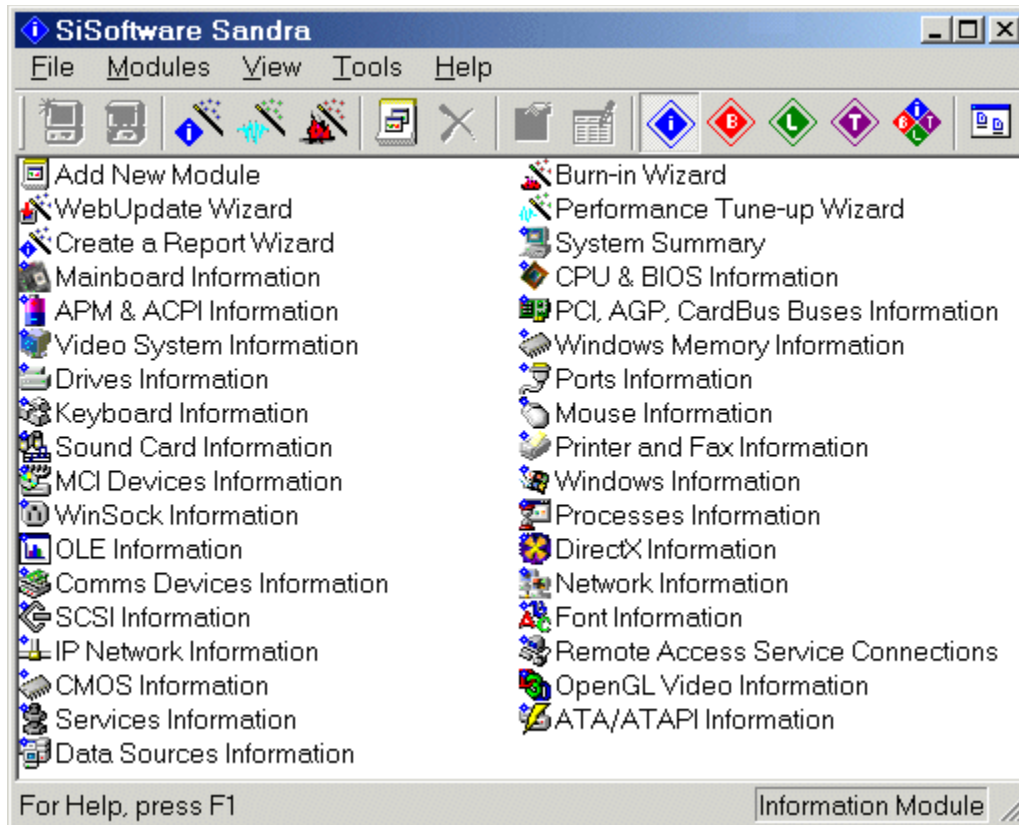 SiSoftware Sandra
File Modules View Tools Help
Add New Module
Burn-in Wizard
WebUpdate Wizard
Performance Tune-up Wizard
Create a Report Wizard
System Summary
Mainboard Information
CPU & BIOS Information
APM & ACPI Information
PCI, AGP, CardBus Buses Information
Video System Information
Windows Memory Information
Drives Information
Ports Information
Keyboard Information
Mouse Information
Sound Card Information
Printer and Fax Information
MCI Devices Information
Windows Information
WinSock Information
Processes Information
OLE Information
DirectX Information
Comms Devices Information
Network Information
SCSI Information
Font Information
IP Network Information
Remote Access Service Connections
CMOS Information
OpenGL Video Information
Services Information
ATA/ATAPI Information
Data Sources Information
For Help, press F1
Information Module